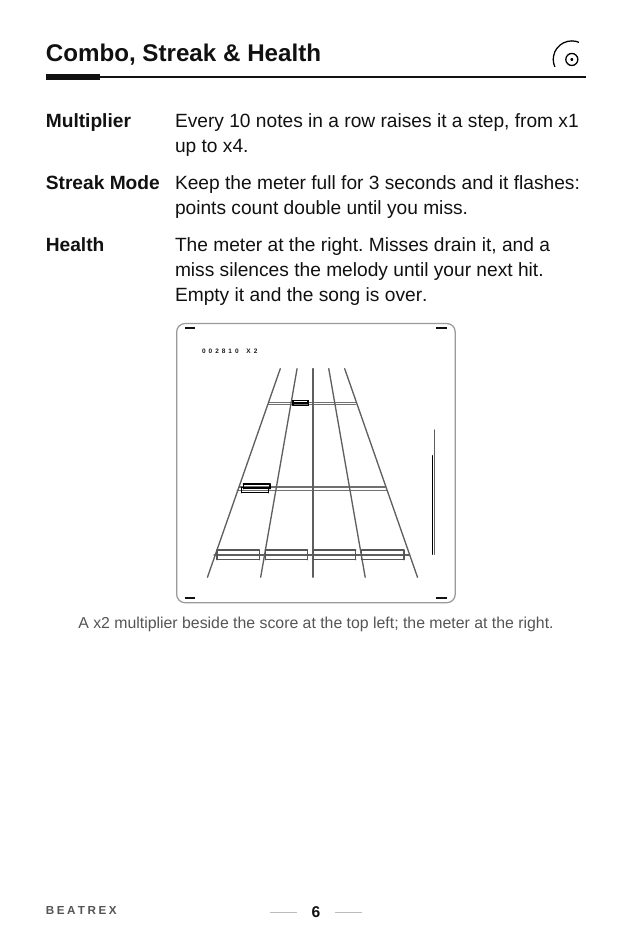 Combo, Streak & Health
Multiplier Every 10 notes in a row raises it a step, from x1
up to x4.
Streak Mode Keep the meter full for 3 seconds and it flashes:
points count double until you miss.
Health The meter at the right. Misses drain it, and a
miss silences the melody until your next hit.
Empty it and the song is over.
002810 X2
A x2 multiplier beside the score at the top left; the meter at the right.
BEATREX 6